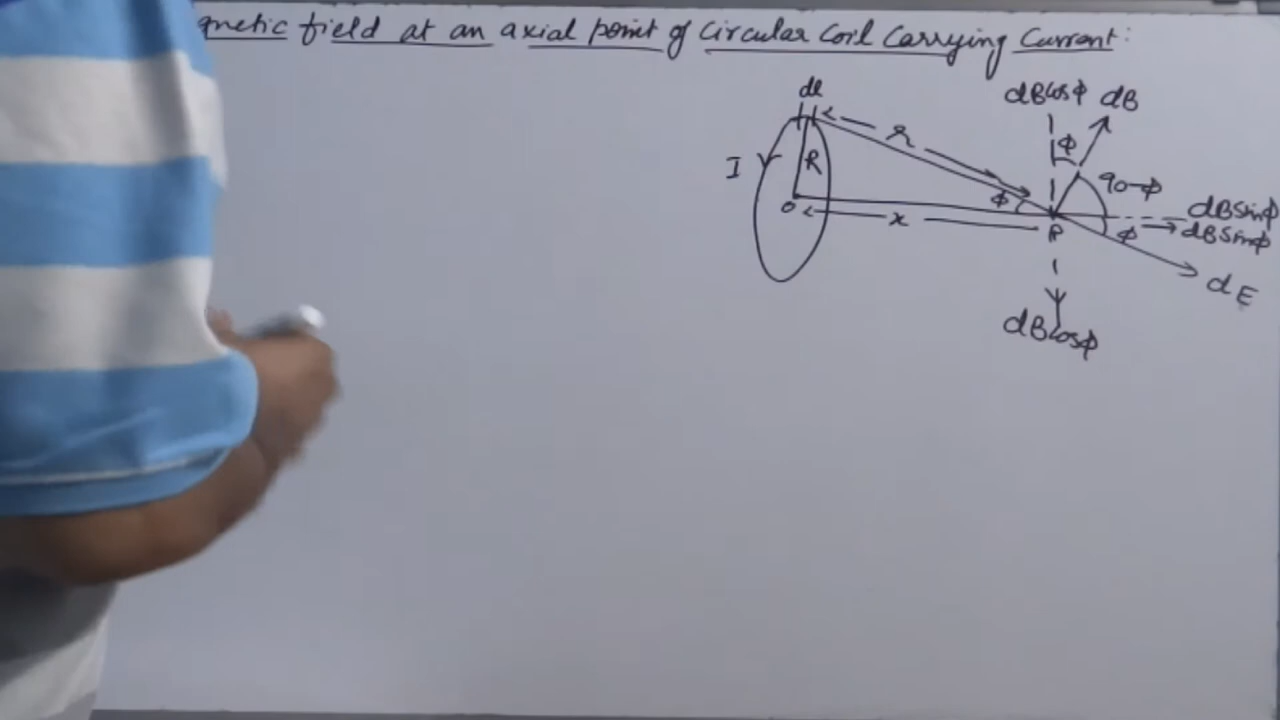 gnetic field at an axial point of Circular Coil Carrying Current:
dl
dBcosϕ dB
r
ϕ
I
R
90-ϕ
ϕ
dBsinϕ
o
x
P
ϕ
dBsinϕ
dE
dBcosϕ